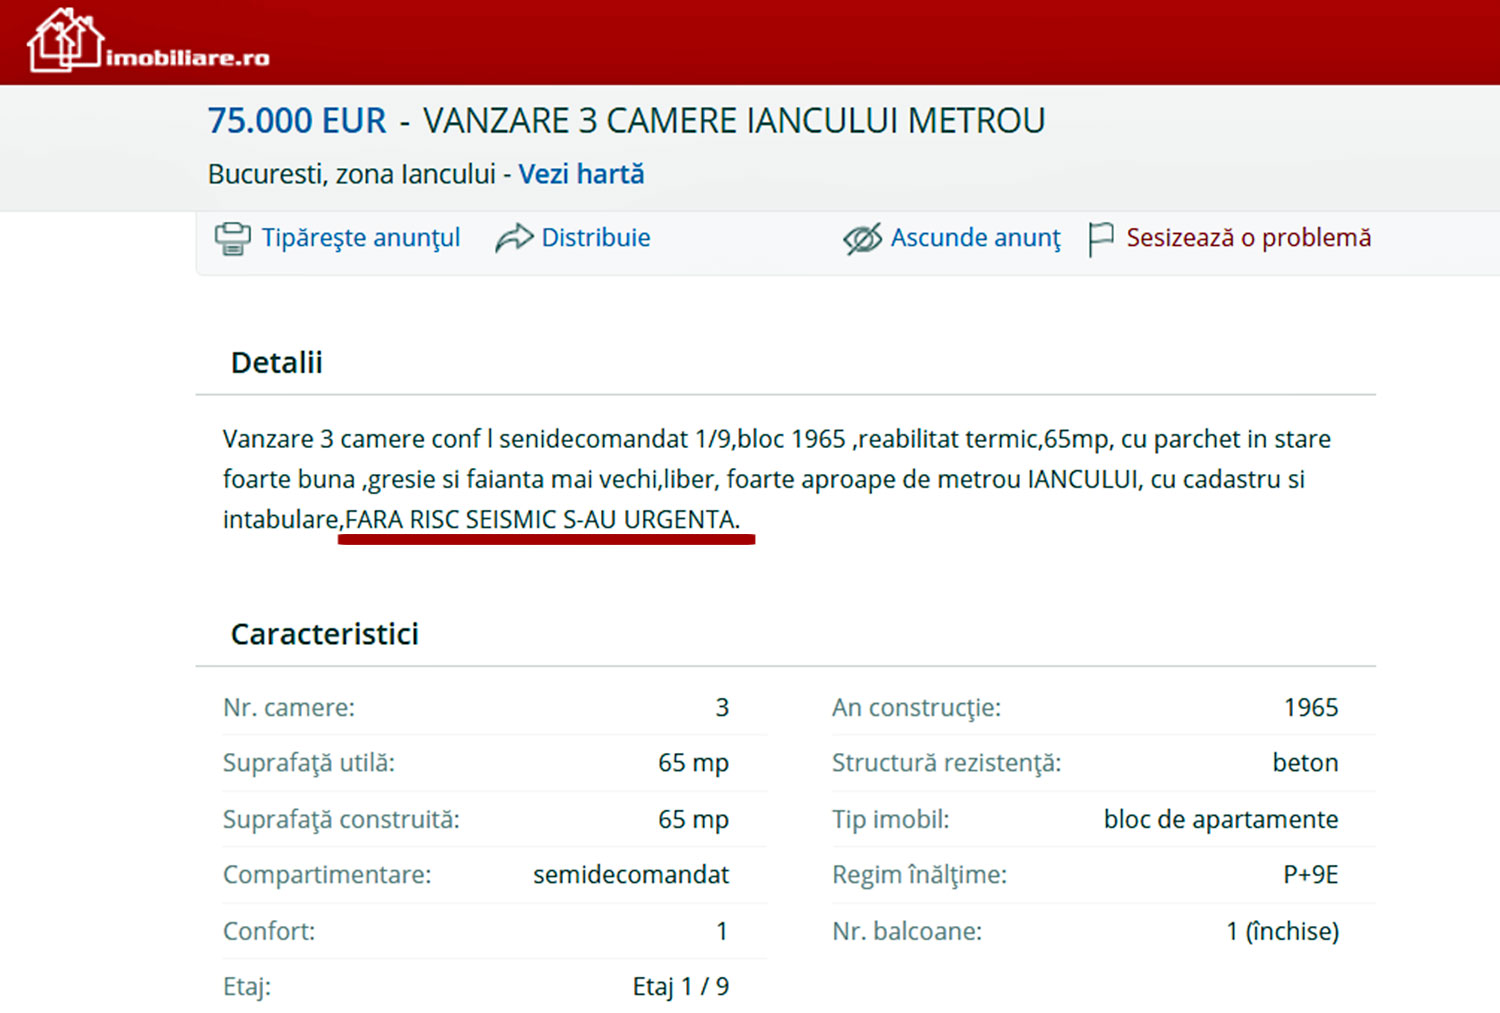 imobiliare.ro
75.000 EUR - VANZARE 3 CAMERE IANCULUI METROU
Bucuresti, zona Iancului - Vezi hartă
Tipăreşte anunţul Distribuie Ascunde anunţ Sesizează o problemă
Detalii
Vanzare 3 camere conf l senidecomandat 1/9,bloc 1965 ,reabilitat termic,65mp, cu parchet in stare
foarte buna ,gresie si faianta mai vechi,liber, foarte aproape de metrou IANCULUI, cu cadastru si
intabulare,FARA RISC SEISMIC S-AU URGENTA.
Caracteristici
Nr. camere: 3 An construcţie: 1965
Suprafaţă utilă: 65 mp Structură rezistenţă: beton
Suprafaţă construită: 65 mp Tip imobil: bloc de apartamente
Compartimentare: semidecomandat Regim înălţime: P+9E
Confort: 1 Nr. balcoane: 1 (închise)
Etaj: Etaj 1 / 9